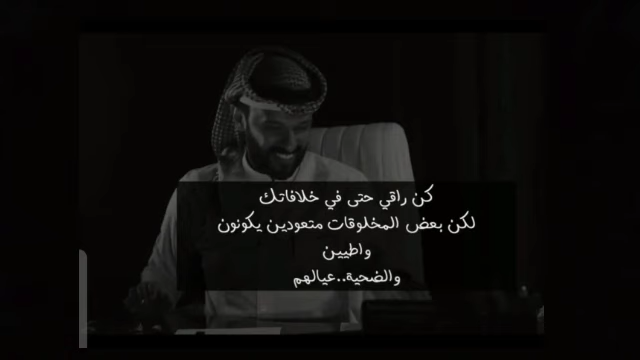 كن راقي حتى في خلافاتك
لكن بعض المخلوقات متعودين يكونون
واطيين
والضحية..عيالهم